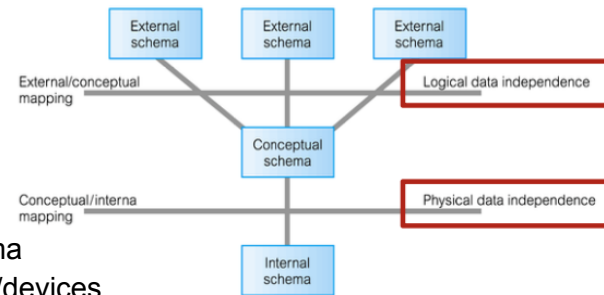 External schema
External schema
External schema
External/conceptual mapping
Logical data independence
Conceptual schema
Conceptual/interna mapping
Physical data independence
Internal schema
/devices